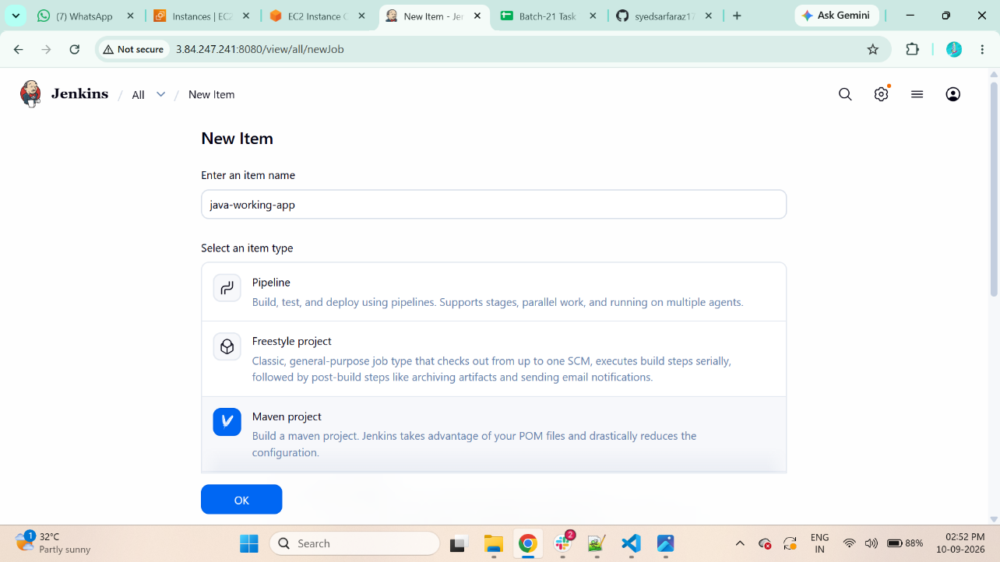 (7) WhatsApp
Instances | EC2
EC2 Instance C
New Item - Jen
Batch-21 Task
syedsarfaraz17
Ask Gemini
Not secure
3.84.247.241:8080/view/all/newJob
Jenkins / All / New Item
New Item
Enter an item name
java-working-app
Select an item type
Pipeline
Build, test, and deploy using pipelines. Supports stages, parallel work, and running on multiple agents.
Freestyle project
Classic, general-purpose job type that checks out from up to one SCM, executes build steps serially,
followed by post-build steps like archiving artifacts and sending email notifications.
Maven project
Build a maven project. Jenkins takes advantage of your POM files and drastically reduces the
configuration.
OK
1
32°C
Partly sunny
Search
2
ENG
IN
88%
02:52 PM
10-09-2026